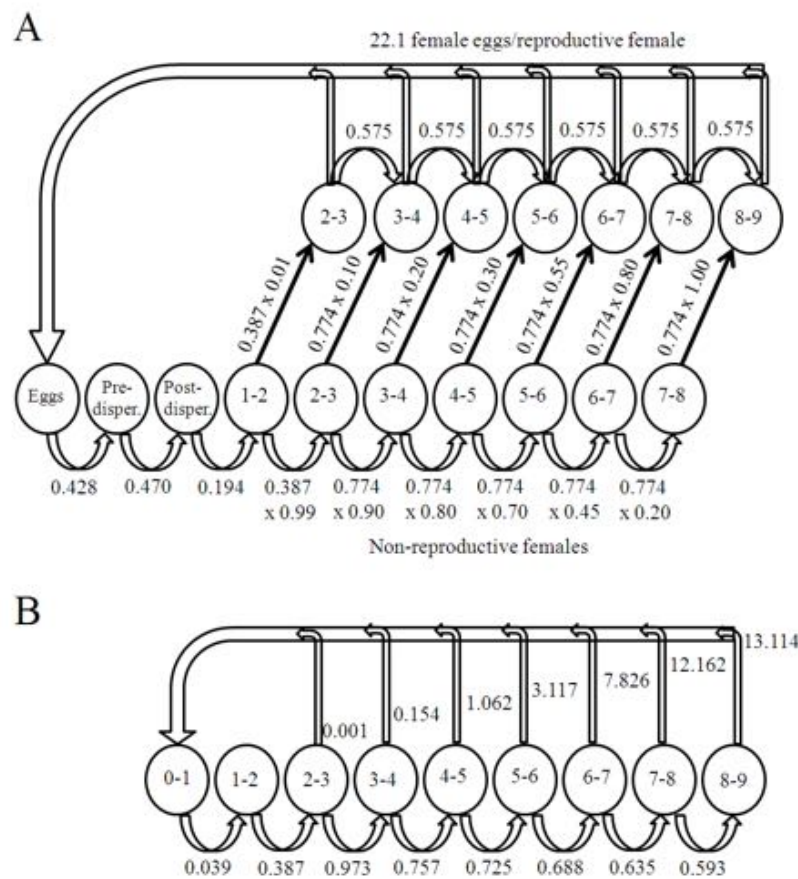 A
22.1 female eggs/reproductive female
0.575 0.575 0.575 0.575 0.575 0.575
2-3 3-4 4-5 5-6 6-7 7-8 8-9
0.387 x 0.01 0.774 x 0.10 0.774 x 0.20 0.774 x 0.30 0.774 x 0.55 0.774 x 0.80 0.774 x 1.00
Eggs Pre-disper. Post-disper. 1-2 2-3 3-4 4-5 5-6 6-7 7-8
0.428 0.470 0.194 0.387 0.774 0.774 0.774 0.774 0.774
x 0.99 x 0.90 x 0.80 x 0.70 x 0.45 x 0.20
Non-reproductive females
B
13.114
12.162
7.826
3.117
1.062
0.154
0.001
0-1 1-2 2-3 3-4 4-5 5-6 6-7 7-8 8-9
0.039 0.387 0.973 0.757 0.725 0.688 0.635 0.593